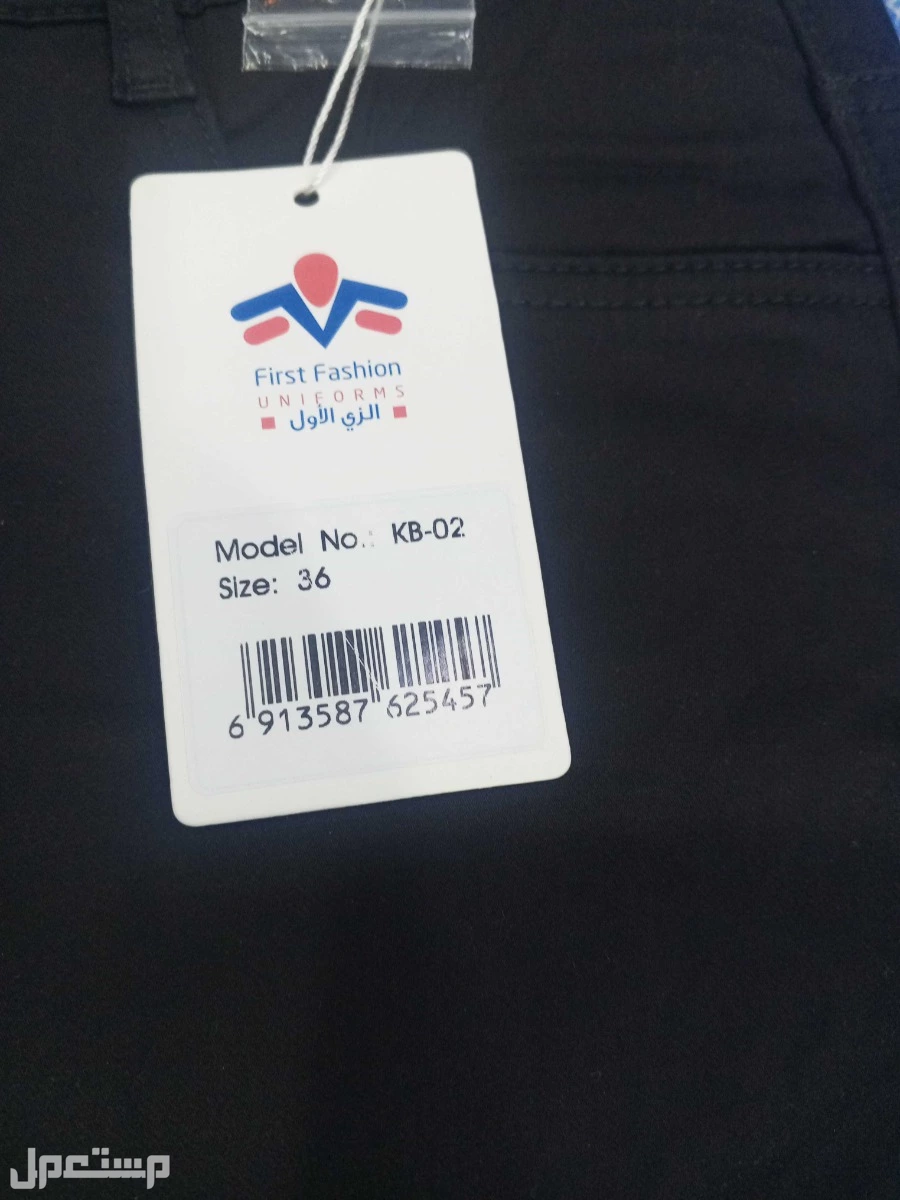 First Fashion
UNIFORMS
الزي الأول
Model No.: KB-02
Size: 36
6 913587 625457
مستعمل